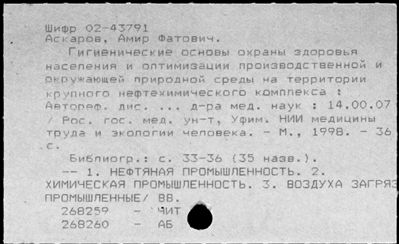 Шифр 02-43791
Аскаров, Амир Фатович.
Гигиенические основы охраны здоровья
населения и оптимизации производственной и
окружающей природной среды на территории
крупного нефтехимического комплекса :
Автореф. дис. ... д-ра мед. наук : 14.00.07
/ Рос. гос. мед. ун-т, Уфим. НИИ медицины
труда и экологии человека. - М., 1998. - 36
с.
Библиогр.: с. 33-36 (35 назв.).
-- 1. НЕФТЯНАЯ ПРОМЫШЛЕННОСТЬ. 2.
ХИМИЧЕСКАЯ ПРОМЫШЛЕННОСТЬ. 3. ВОЗДУХА ЗАГРЯЗ
ПРОМЫШЛЕННЫЕ/ ВВ.
268259 - ЧИТ
268260 - АБ